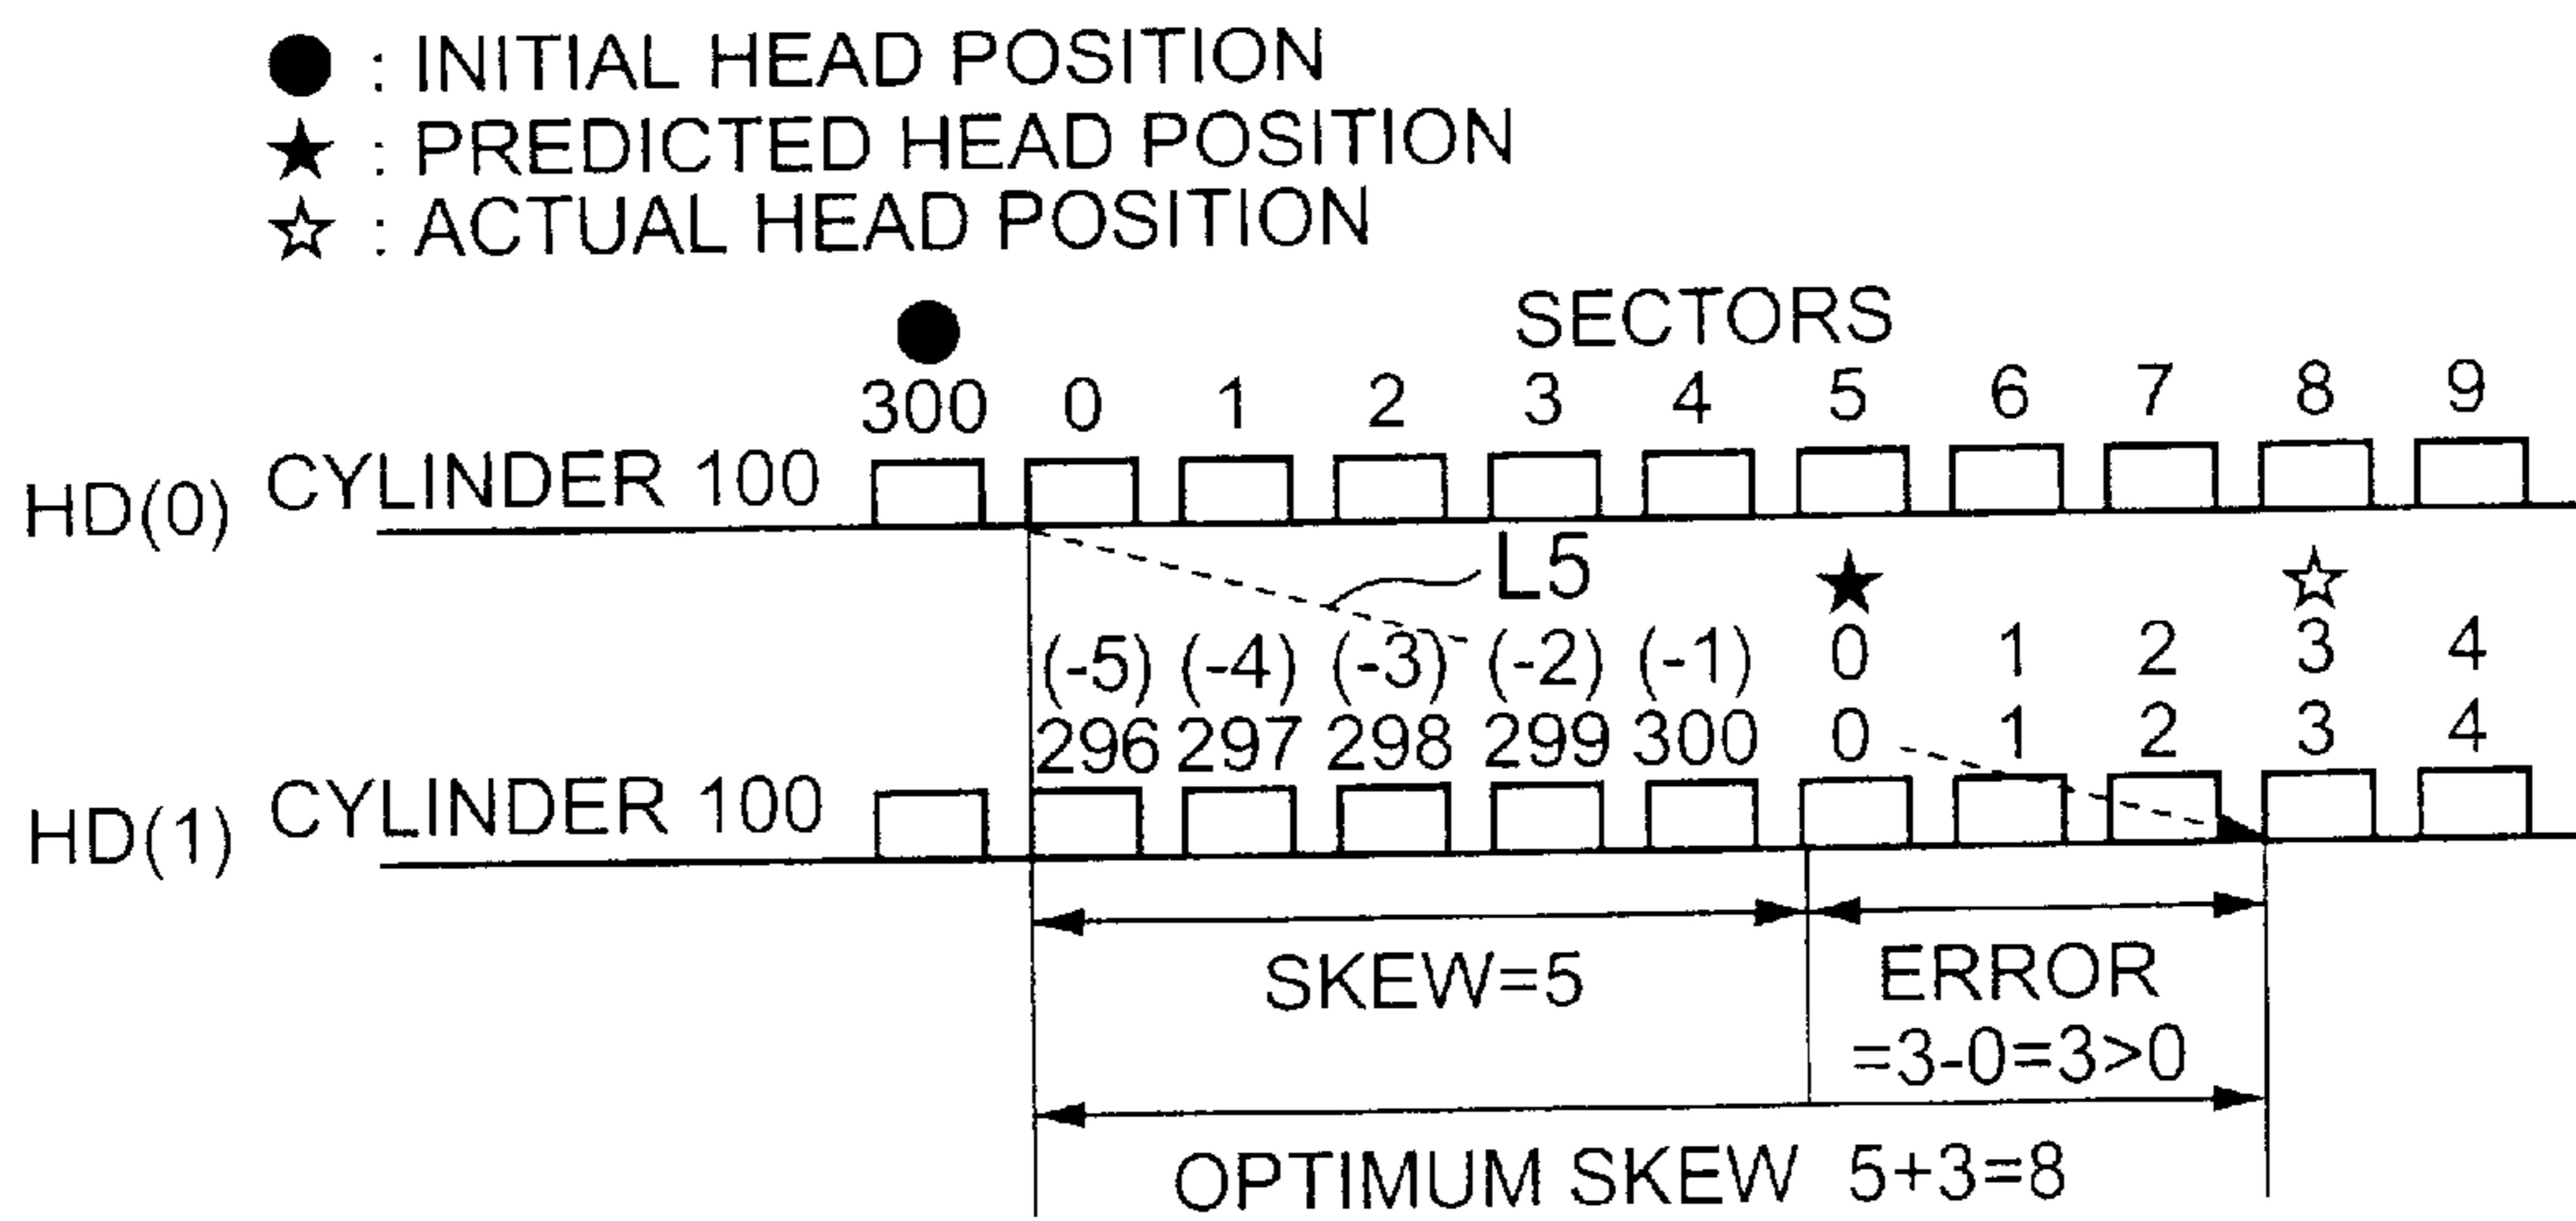 ● : INITIAL HEAD POSITION
★ : PREDICTED HEAD POSITION
☆ : ACTUAL HEAD POSITION
SECTORS
300 0 1 2 3 4 5 6 7 8 9
HD(0) CYLINDER 100
L5
(-5) (-4) (-3) (-2) (-1) 0 1 2 3 4
296 297 298 299 300 0 1 2 3 4
HD(1) CYLINDER 100
SKEW=5
ERROR
=3-0=3>0
OPTIMUM SKEW 5+3=8